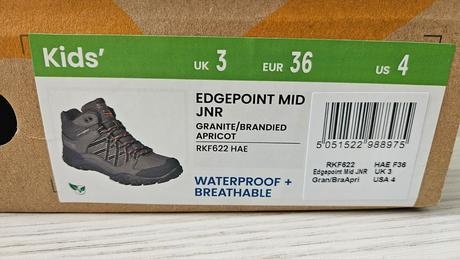 Kids’
UK 3
EUR 36
US 4
EDGEPOINT MID
JNR
GRANITE/BRANDIED
APRICOT
RKF622 HAE
WATERPROOF +
BREATHABLE
5 051522 988975
RKF622 HAE F36
Edgepoint Mid JNR UK 3
Gran/BraApri USA 4